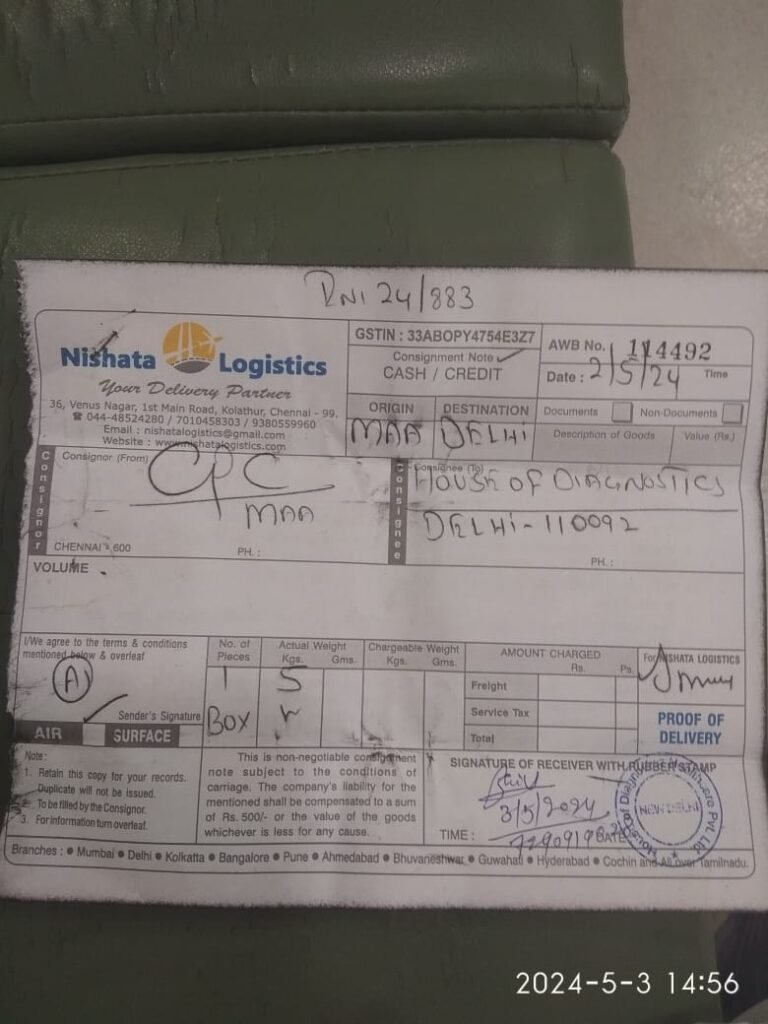 24/883
Nishata Logistics
Your Delivery Partner
36, Venus Nagar, 1st Main Road, Kolathur, Chennai - 99.
☎ 044-48524280 / 7010458303 / 9380559960
Email : nishatalogistics@gmail.com
Website : www.nishatalogistics.com
GSTIN : 33ABOPY4754E3Z7
Consignment Note
CASH / CREDIT
AWB No. 114492
Date : 2/5/24 Time
ORIGIN DESTINATION
MAA DELHI
Documents Non-Documents
Description of Goods Value (Rs.)
Consignor
Consignor (From)
CPC
MAA
CHENNAI - 600 PH. :
Consignee
Consignee (To)
HOUSE OF DIAGNOSTICS
DELHI - 110092
PH. :
VOLUME
I/We agree to the terms & conditions
mentioned below & overleaf
A
Sender's Signature
AIR SURFACE
No. of Pieces
1
BOX
Actual Weight
Kgs. Gms.
5
Chargeable Weight
Kgs. Gms.
AMOUNT CHARGED
Rs. Ps.
Freight
Service Tax
Total
For NISHATA LOGISTICS
PROOF OF
DELIVERY
Note :
1. Retain this copy for your records.
Duplicate will not be issued.
2. To be filled by the Consignor.
3. For information turn overleaf.
This is non-negotiable consignment
note subject to the conditions of
carriage. The company's liability for the
mentioned shall be compensated to a sum
of Rs. 500/- or the value of the goods
whichever is less for any cause.
SIGNATURE OF RECEIVER WITH RUBBER STAMP
3/5/2024
TIME : DATE
House of Diagnostics Healthcare Pvt. Ltd.
NEW DELHI
Branches : ● Mumbai ● Delhi ● Kolkatta ● Bangalore ● Pune ● Ahmedabad ● Bhuvaneshwar ● Guwahati ● Hyderabad ● Cochin and All over Tamilnadu.
2024-5-3 14:56